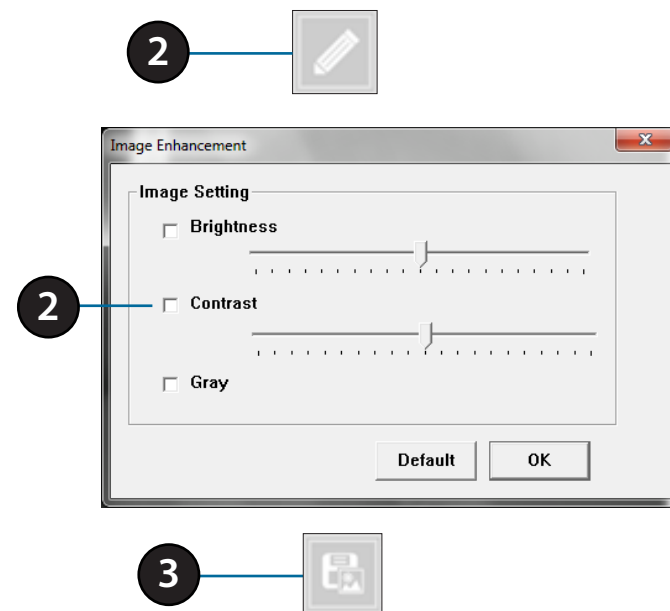 2
Image Enhancement
x
Image Setting
Brightness
2
Contrast
Gray
Default
OK
3